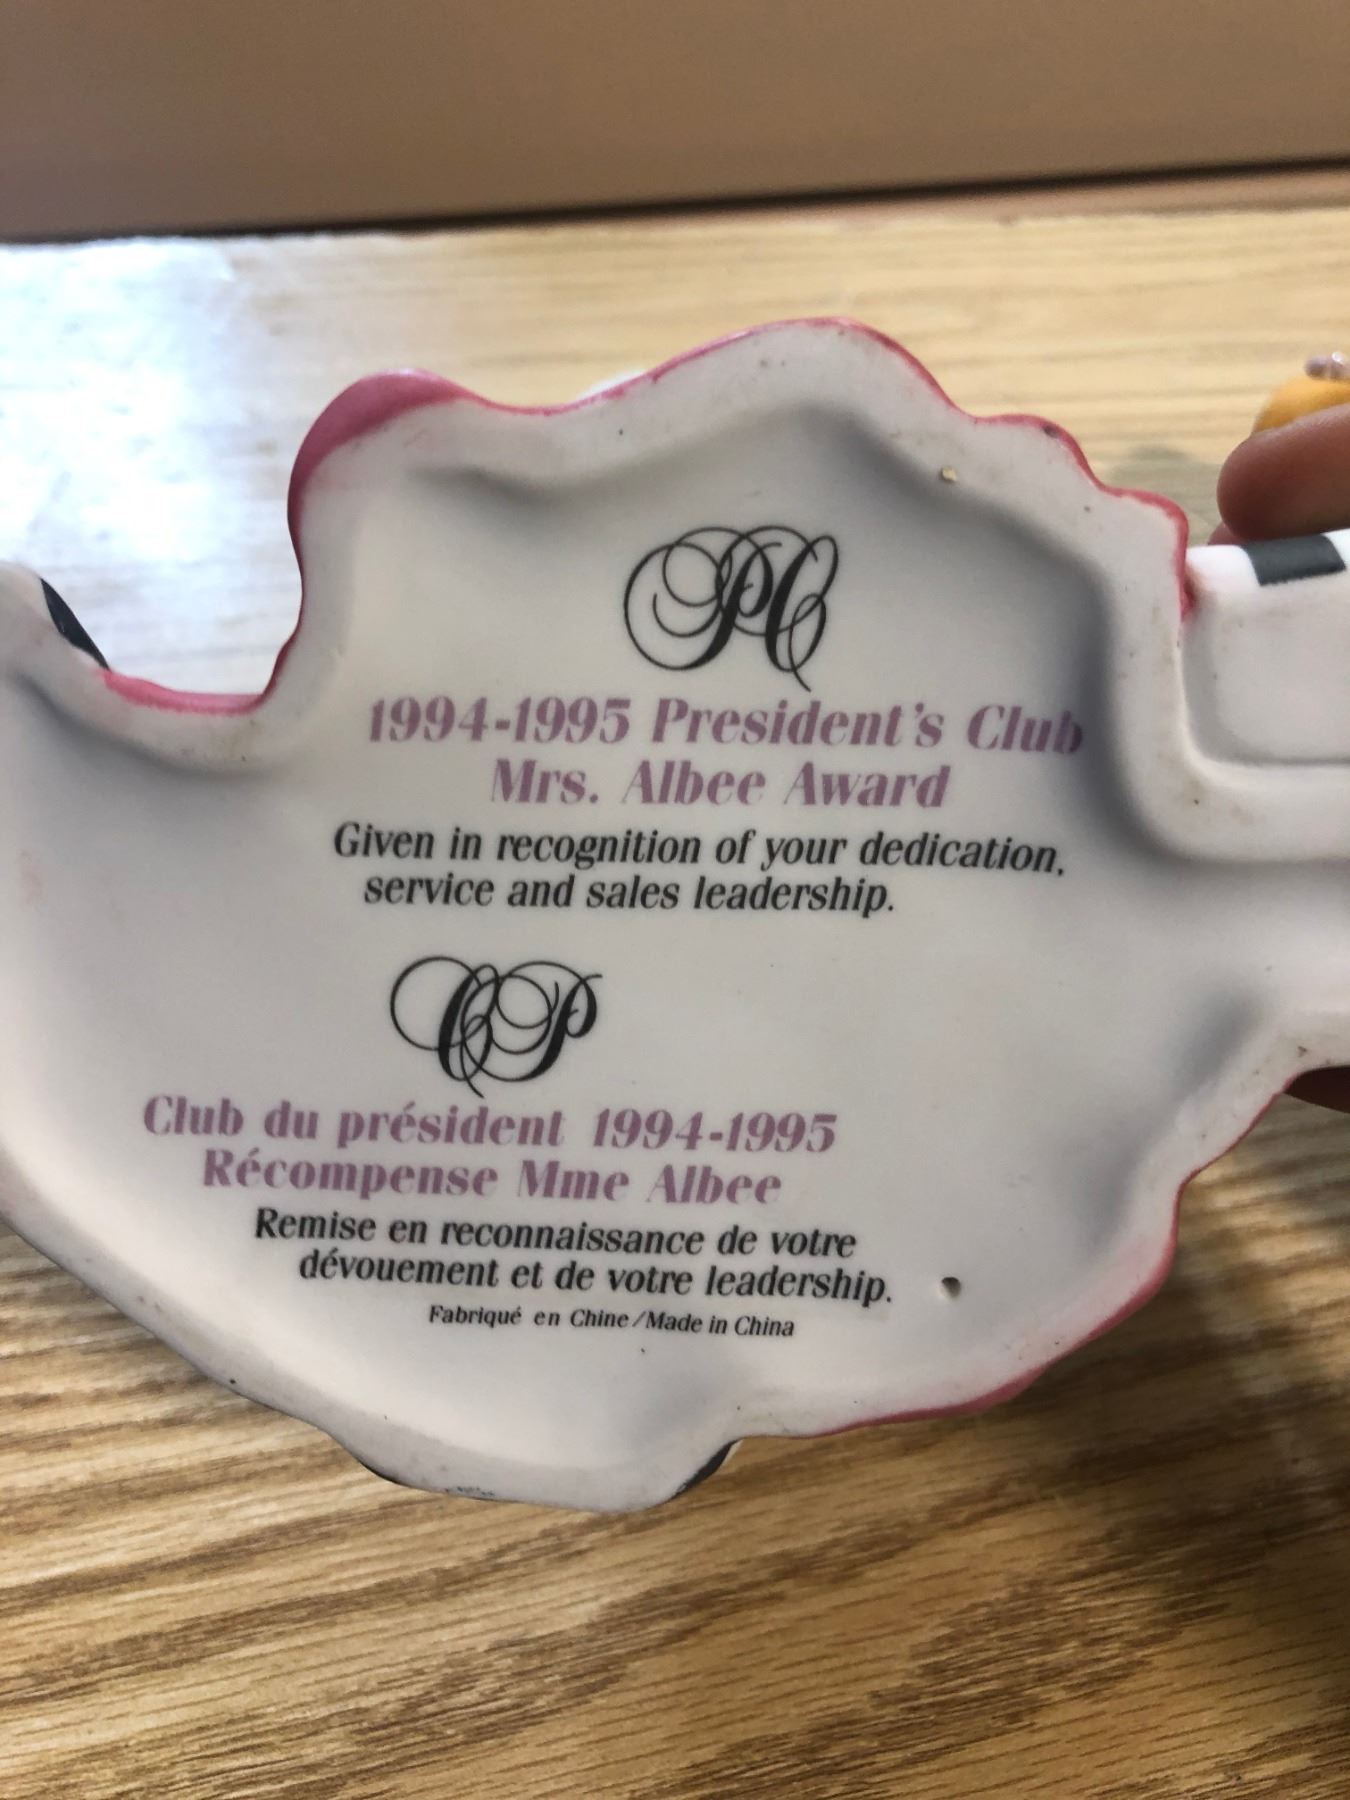 PC
1994-1995 President's Club
Mrs. Albee Award
Given in recognition of your dedication,
service and sales leadership.
CP
Club du président 1994-1995
Récompense Mme Albee
Remise en reconnaissance de votre
dévouement et de votre leadership.
Fabriqué en Chine/Made in China